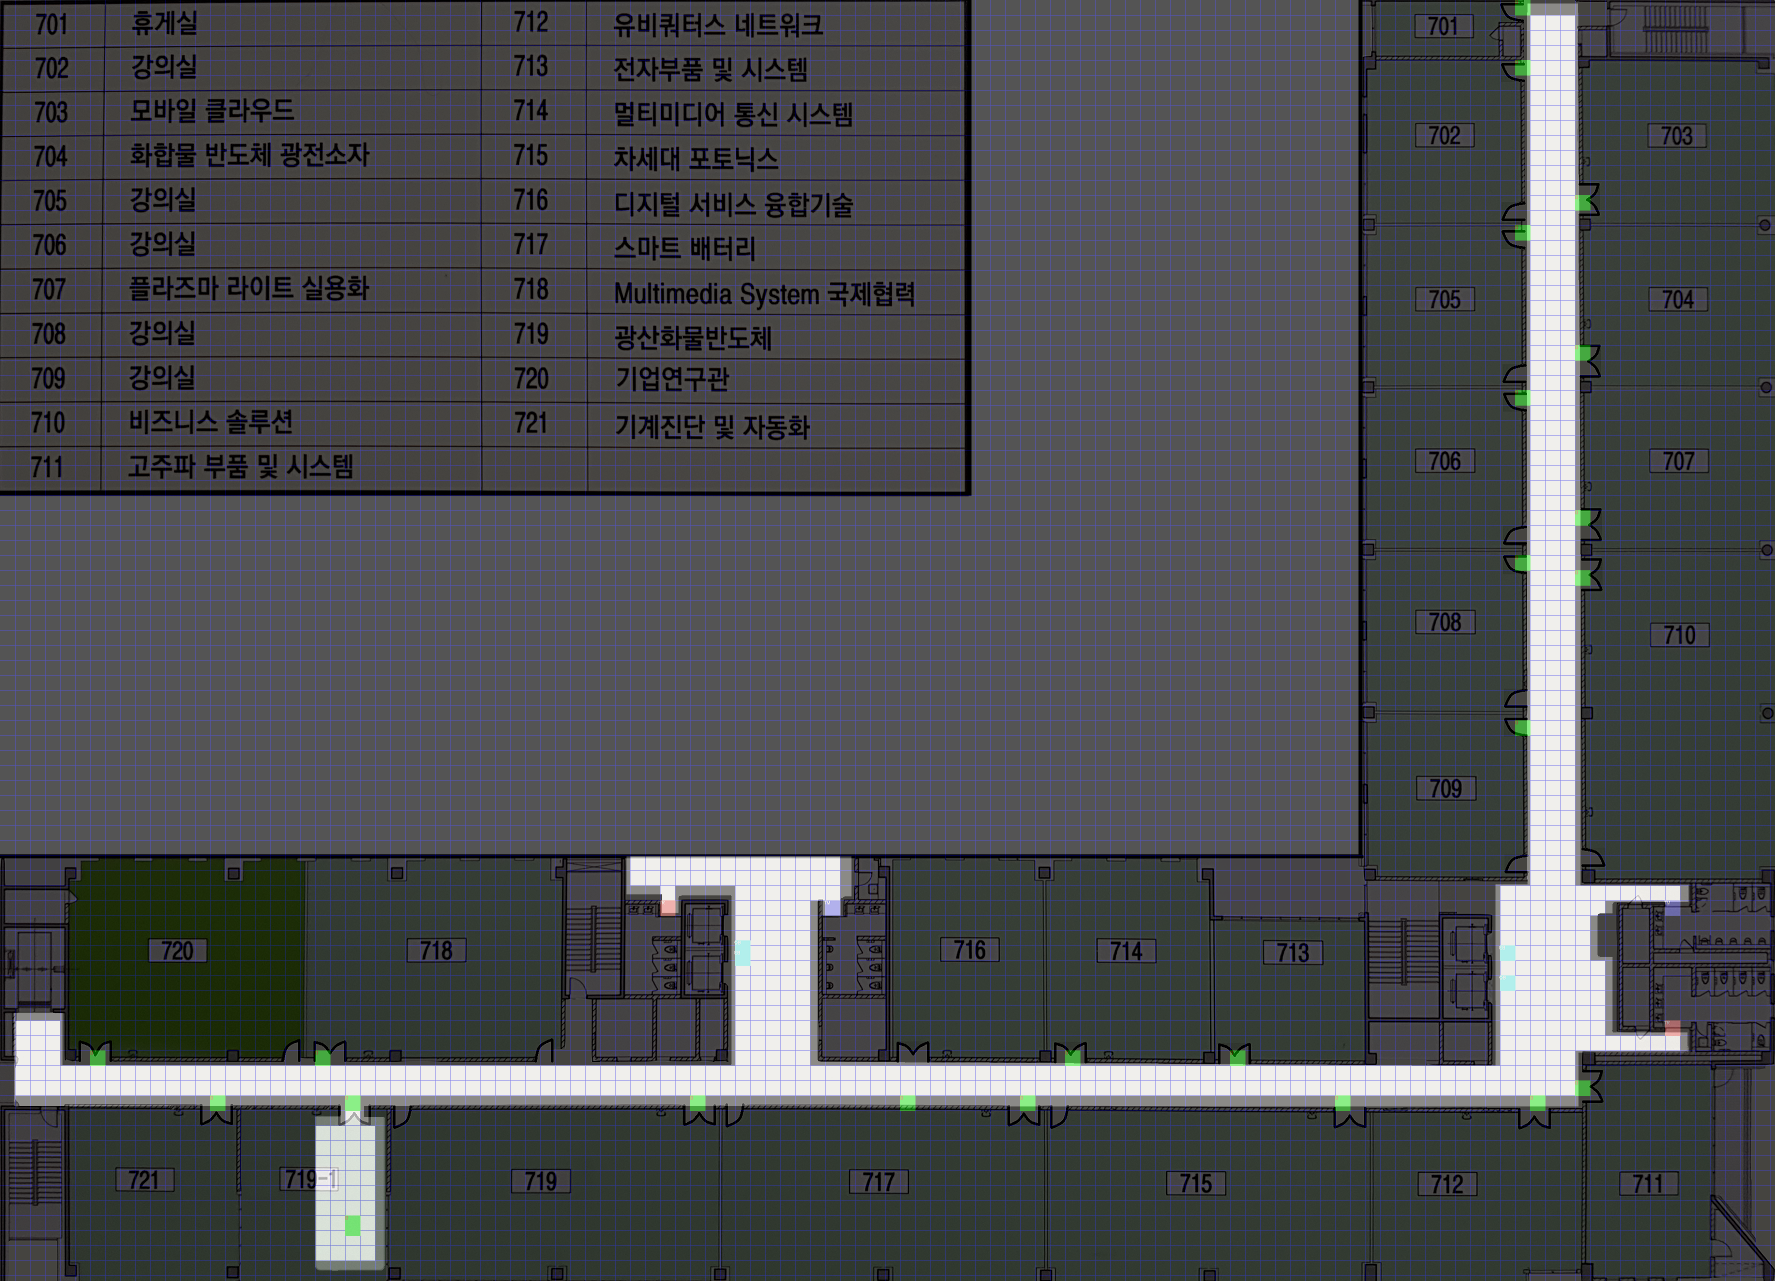 701 휴게실 712 유비쿼터스 네트워크
702 강의실 713 전자부품 및 시스템
703 모바일 클라우드 714 멀티미디어 통신 시스템
704 화합물 반도체 광전소자 715 차세대 포토닉스
705 강의실 716 디지털 서비스 융합기술
706 강의실 717 스마트 배터리
707 플라즈마 라이트 실용화 718 Multimedia System 국제협력
708 강의실 719 광산화물반도체
709 강의실 720 기업연구관
710 비즈니스 솔루션 721 기계진단 및 자동화
711 고주파 부품 및 시스템
701
702 703
705 704
706 707
708 710
709
720 718 716 714 713
721 719-1 719 717 715 712 711